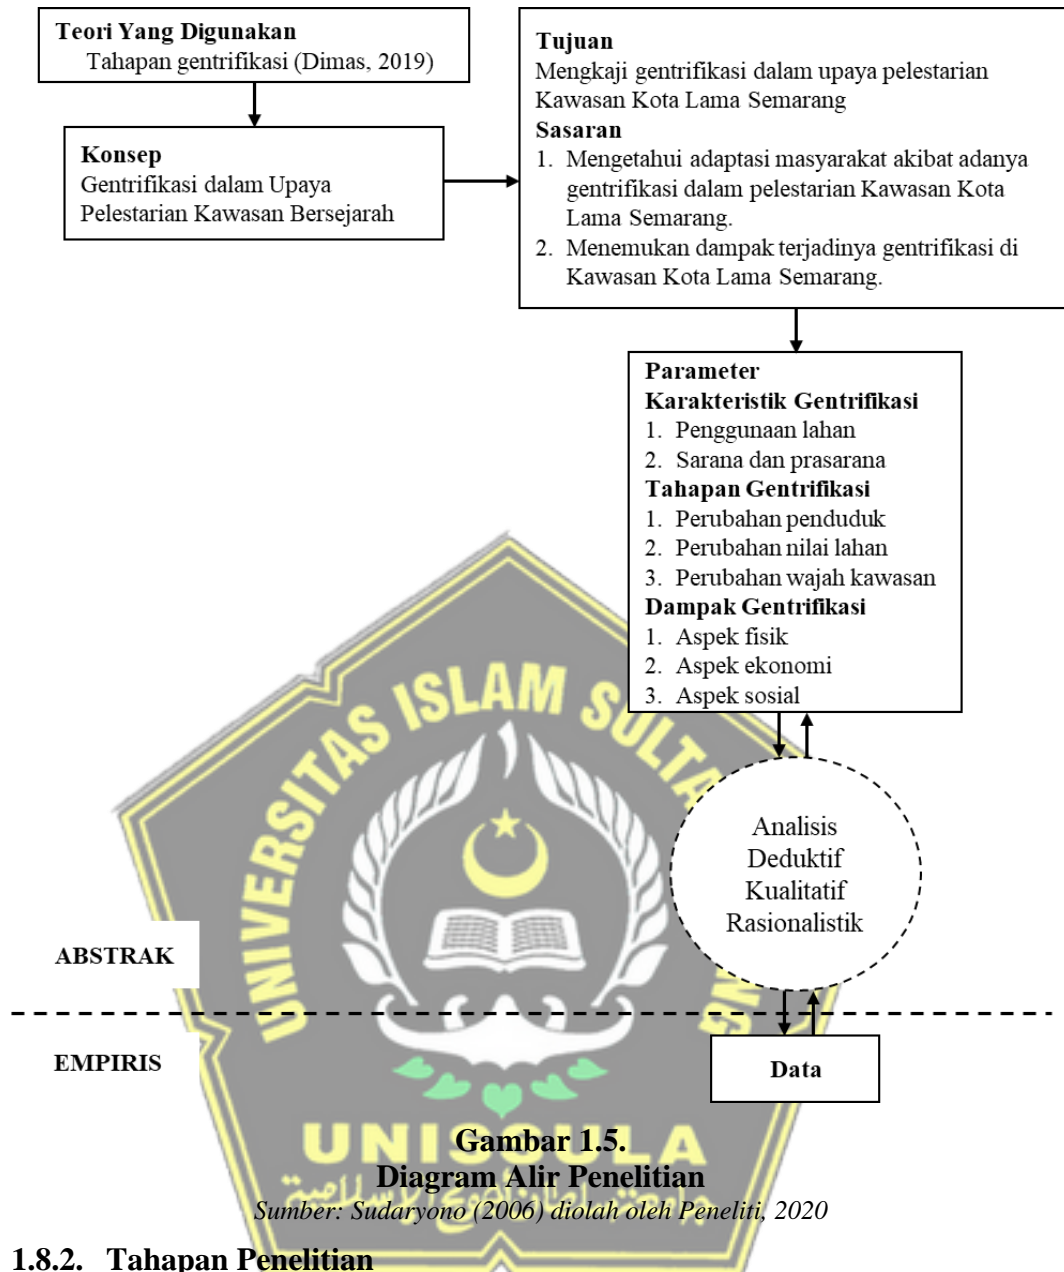 Teori Yang Digunakan
Tahapan gentrifikasi (Dimas, 2019)
Konsep
Gentrifikasi dalam Upaya
Pelestarian Kawasan Bersejarah
Tujuan
Mengkaji gentrifikasi dalam upaya pelestarian
Kawasan Kota Lama Semarang
Sasaran
1. Mengetahui adaptasi masyarakat akibat adanya
gentrifikasi dalam pelestarian Kawasan Kota
Lama Semarang.
2. Menemukan dampak terjadinya gentrifikasi di
Kawasan Kota Lama Semarang.
Parameter
Karakteristik Gentrifikasi
1. Penggunaan lahan
2. Sarana dan prasarana
Tahapan Gentrifikasi
1. Perubahan penduduk
2. Perubahan nilai lahan
3. Perubahan wajah kawasan
Dampak Gentrifikasi
1. Aspek fisik
2. Aspek ekonomi
3. Aspek sosial
UNIVERSITAS ISLAM SULTA
NG
Analisis
Deduktif
Kualitatif
Rasionalistik
ABSTRAK
EMPIRIS
Data
UNISSULA
Gambar 1.5.
Diagram Alir Penelitian
Sumber: Sudaryono (2006) diolah oleh Peneliti, 2020
1.8.2. Tahapan Penelitian